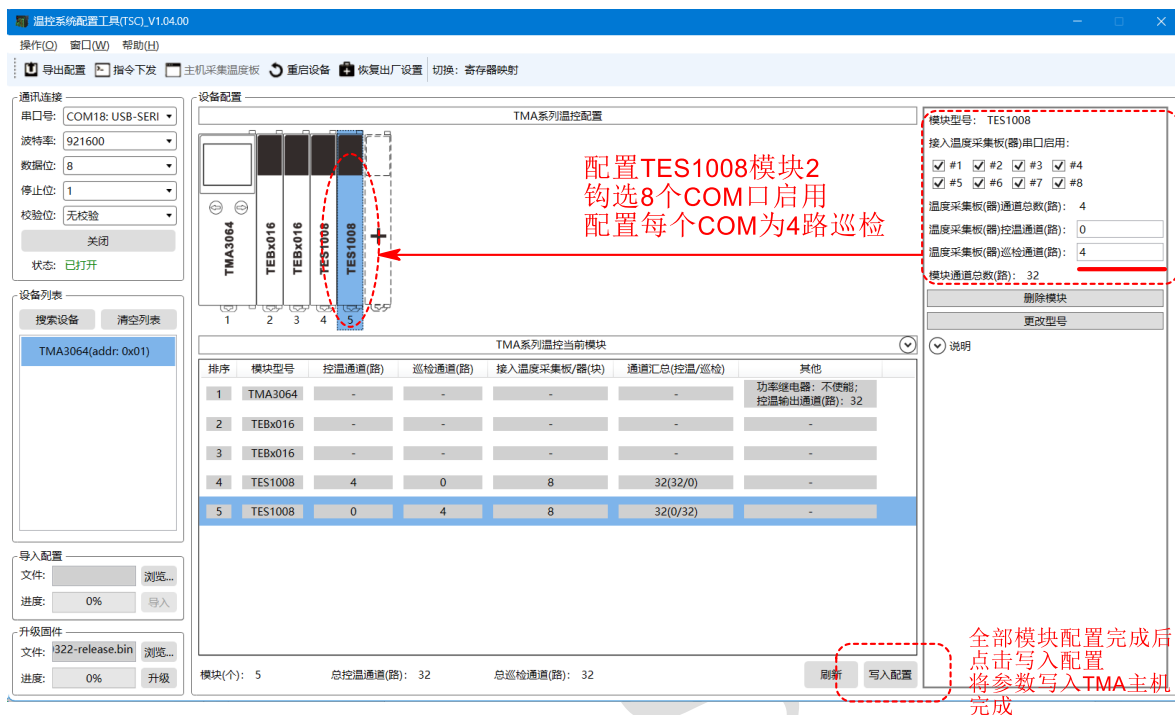 温控系统配置工具(TSC)_V1.04.00
操作(O) 窗口(W) 帮助(H)
导出配置 指令下发 主机采集温度板 重启设备 恢复出厂设置 切换：寄存器映射
通讯连接
串口号: COM18: USB-SERI
波特率: 921600
数据位: 8
停止位: 1
校验位: 无校验
关闭
状态: 已打开
设备列表
搜索设备 清空列表
TMA3064(addr: 0x01)
导入配置
文件: 浏览...
进度: 0% 导入
升级固件
文件: 322-release.bin 浏览...
进度: 0% 升级
设备配置
TMA系列温控配置
TMA3064
TEBx016
TEBx016
TES1008
TES1008
1 2 3 4 5
配置TES1008模块2
钩选8个COM口启用
配置每个COM为4路巡检
TMA系列温控当前模块
排序 模块型号 控温通道(路) 巡检通道(路) 接入温度采集板/器(块) 通道汇总(控温/巡检) 其他
1 TMA3064 - - - - 功率继电器：不使能；
控温输出通道(路)：32
2 TEBx016 - - - - -
3 TEBx016 - - - - -
4 TES1008 4 0 8 32(32/0) -
5 TES1008 0 4 8 32(0/32) -
模块(个)： 5 总控温通道(路)： 32 总巡检通道(路)： 32 刷新 写入配置
模块型号： TES1008
接入温度采集板(器)串口启用:
#1 #2 #3 #4
#5 #6 #7 #8
温度采集板(器)通道总数(路)： 4
温度采集板(器)控温通道(路)： 0
温度采集板(器)巡检通道(路)： 4
模块通道总数(路)： 32
删除模块
更改型号
说明
全部模块配置完成后
点击写入配置
将参数写入TMA主机
完成